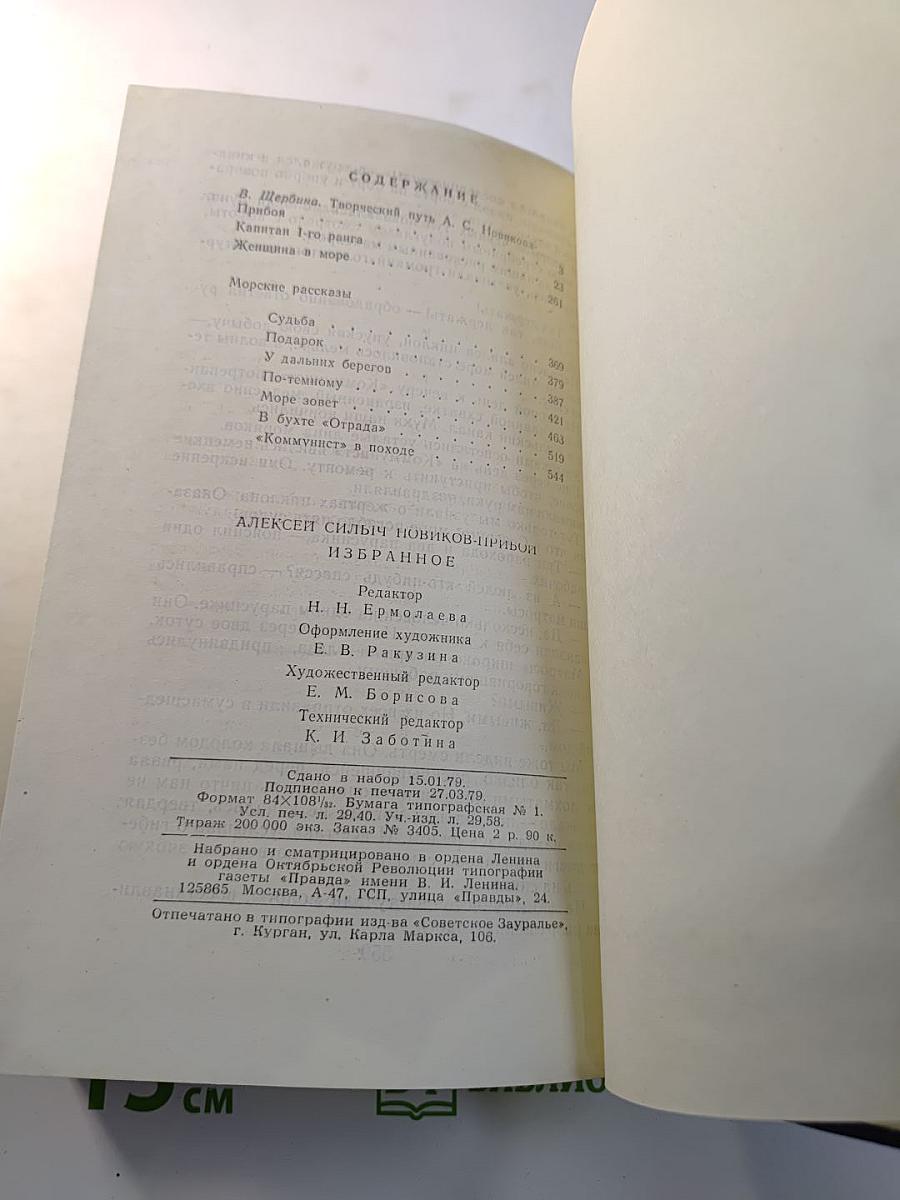 СОДЕРЖАНИЕ
В. Щербина. Творческий путь А. С. Новикова-
Прибоя . . . . . . . . . . 3
Капитан 1-го ранга . . . . . . . . . . 23
Женщина в море . . . . . . . . . . 261
Морские рассказы
Судьба . . . . . . . . . . 369
Подарок . . . . . . . . . . 379
У дальних берегов . . . . . . . . . . 387
По-темному . . . . . . . . . . 421
Море зовет . . . . . . . . . . 463
В бухте «Отрада» . . . . . . . . . . 519
«Коммунист» в походе . . . . . . . . . . 544
АЛЕКСЕЙ СИЛЫЧ НОВИКОВ-ПРИБОЙ
ИЗБРАННОЕ
Редактор
Н. Н. Ермолаева
Оформление художника
Е. В. Ракузина
Художественный редактор
Е. М. Борисова
Технический редактор
К. И Заботина
Сдано в набор 15.01.79.
Подписано к печати 27.03.79.
Формат 84×108¹/₃₂. Бумага типографская № 1.
Усл. печ. л. 29,40. Уч.-изд. л. 29,58.
Тираж 200 000 экз. Заказ № 3405. Цена 2 р. 90 к.
Набрано и сматрицировано в ордена Ленина
и ордена Октябрьской Революции типографии
газеты «Правда» имени В. И. Ленина.
125865 Москва, А-47, ГСП, улица «Правды», 24.
Отпечатано в типографии изд-ва «Советское Зауралье»,
г. Курган, ул. Карла Маркса, 106.
15 СМ